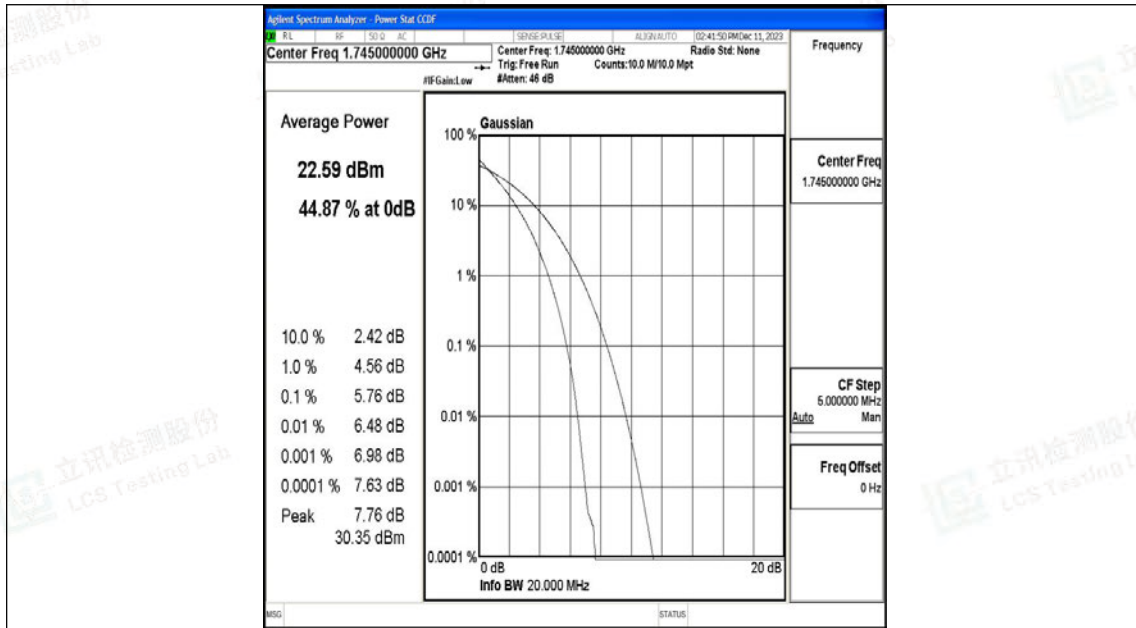 Agilent Spectrum Analyzer - Power Stat CCDF
RL RF 50 Ω AC SENSE:PULSE ALIGNAUTO 02:41:50 PM Dec 11, 2023
Center Freq 1.745000000 GHz
Center Freq: 1.745000000 GHz Radio Std: None
Trig: Free Run Counts:10.0 M/10.0 Mpt
#IFGain:Low #Atten: 46 dB
Frequency
Average Power
22.59 dBm
44.87 % at 0dB
10.0 % 2.42 dB
1.0 % 4.56 dB
0.1 % 5.76 dB
0.01 % 6.48 dB
0.001 % 6.98 dB
0.0001 % 7.63 dB
Peak 7.76 dB
30.35 dBm
Gaussian
100 %
10 %
1 %
0.1 %
0.01 %
0.001 %
0.0001 %
0 dB 20 dB
Info BW 20.000 MHz
Center Freq
1.745000000 GHz
CF Step
5.000000 MHz
Auto Man
Freq Offset
0 Hz
MSG STATUS
立讯检测股份
LCS Testing Lab